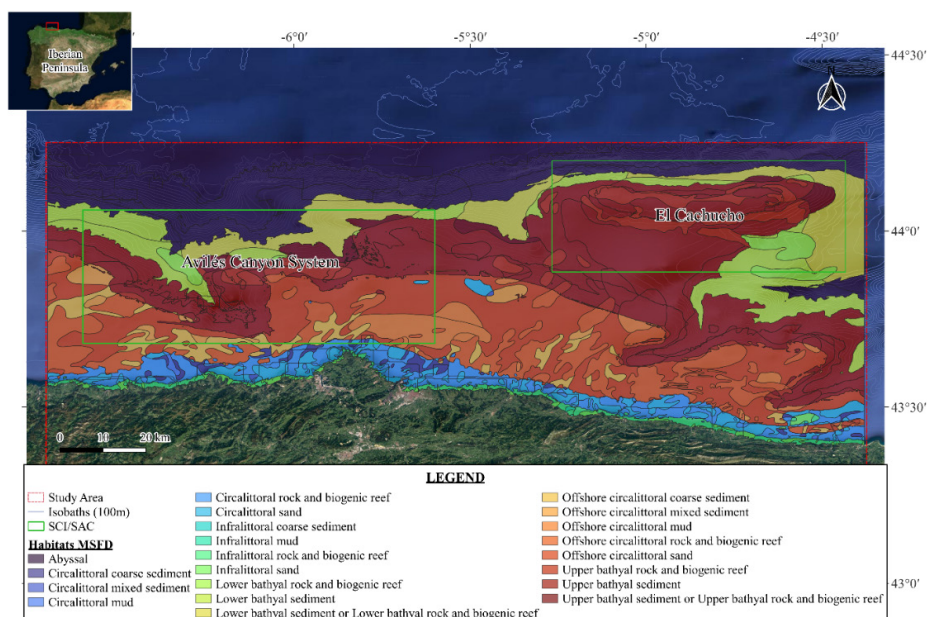 Iberian
Peninsula
-6°0'
-5°30'
-5°0'
-4°30'
44°30'
N
El Cachucho
44°0'
Avilés Canyon System
43°30'
0 10 20 km
43°0'
LEGEND
Study Area
Isobaths (100m)
SCI/SAC
Habitats MSFD
Abyssal
Circalittoral coarse sediment
Circalittoral mixed sediment
Circalittoral mud
Circalittoral rock and biogenic reef
Circalittoral sand
Infralittoral coarse sediment
Infralittoral mud
Infralittoral rock and biogenic reef
Infralittoral sand
Lower bathyal rock and biogenic reef
Lower bathyal sediment
Lower bathyal sediment or Lower bathyal rock and biogenic reef
Offshore circalittoral coarse sediment
Offshore circalittoral mixed sediment
Offshore circalittoral mud
Offshore circalittoral rock and biogenic reef
Offshore circalittoral sand
Upper bathyal rock and biogenic reef
Upper bathyal sediment
Upper bathyal sediment or Upper bathyal rock and biogenic reef